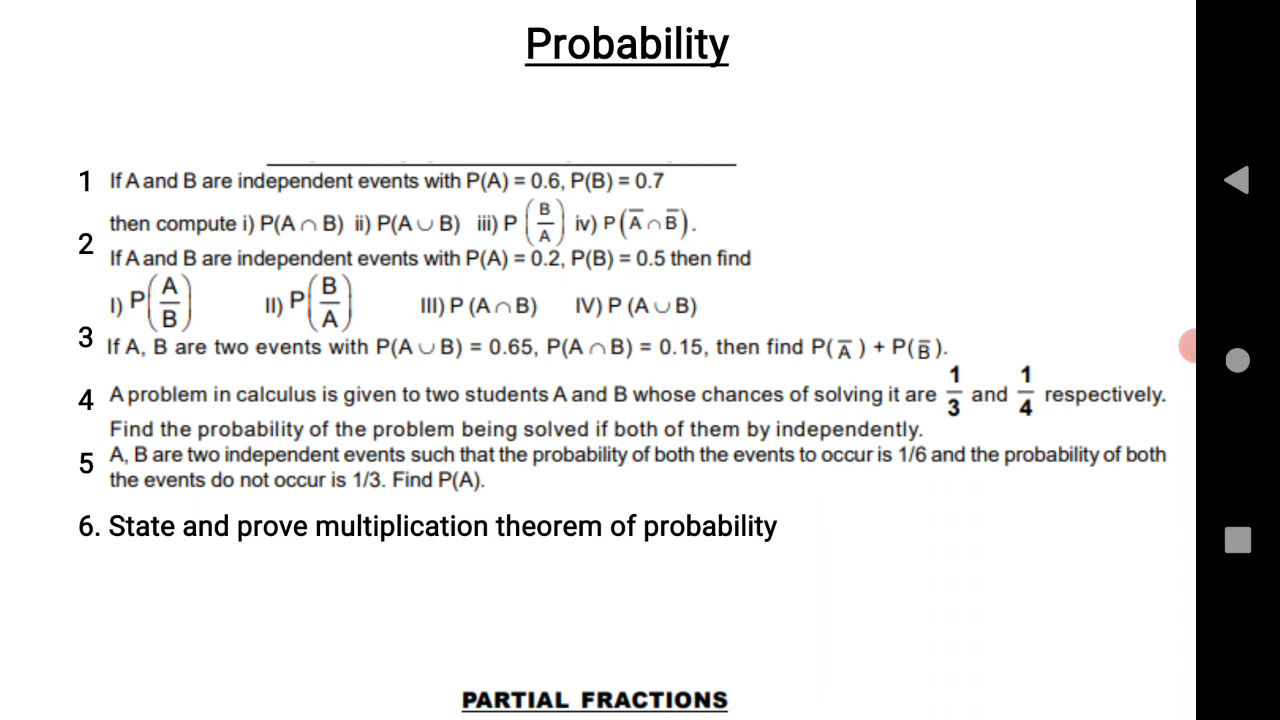 Probability
1 If A and B are independent events with P(A) = 0.6, P(B) = 0.7
then compute i) P(A ∩ B) ii) P(A ∪ B) iii) P (B/A) iv) P(A̅ ∩ B̅).
2 If A and B are independent events with P(A) = 0.2, P(B) = 0.5 then find
I) P(A/B) II) P(B/A) III) P (A ∩ B) IV) P (A ∪ B)
3 If A, B are two events with P(A ∪ B) = 0.65, P(A ∩ B) = 0.15, then find P( A̅ ) + P( B̅ ).
4 A problem in calculus is given to two students A and B whose chances of solving it are 1/3 and 1/4 respectively.
Find the probability of the problem being solved if both of them by independently.
5 A, B are two independent events such that the probability of both the events to occur is 1/6 and the probability of both
the events do not occur is 1/3. Find P(A).
6. State and prove multiplication theorem of probability
PARTIAL FRACTIONS